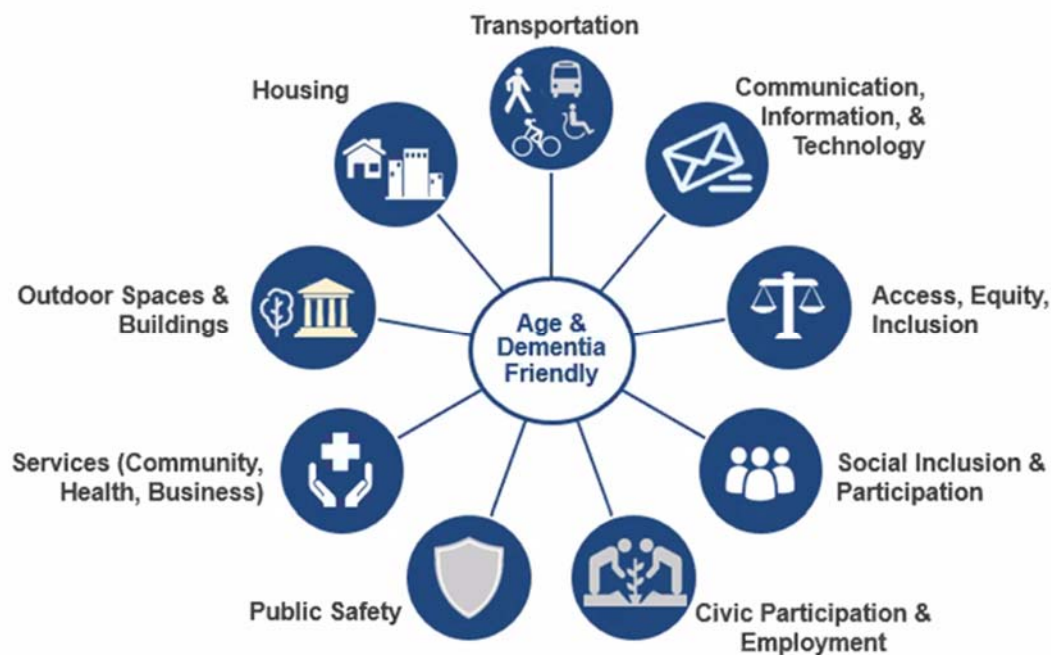 Transportation
Communication,
Information, &
Technology
Housing
Access, Equity,
Inclusion
Outdoor Spaces &
Buildings
Age &
Dementia
Friendly
Social Inclusion &
Participation
Services (Community,
Health, Business)
Public Safety
Civic Participation &
Employment